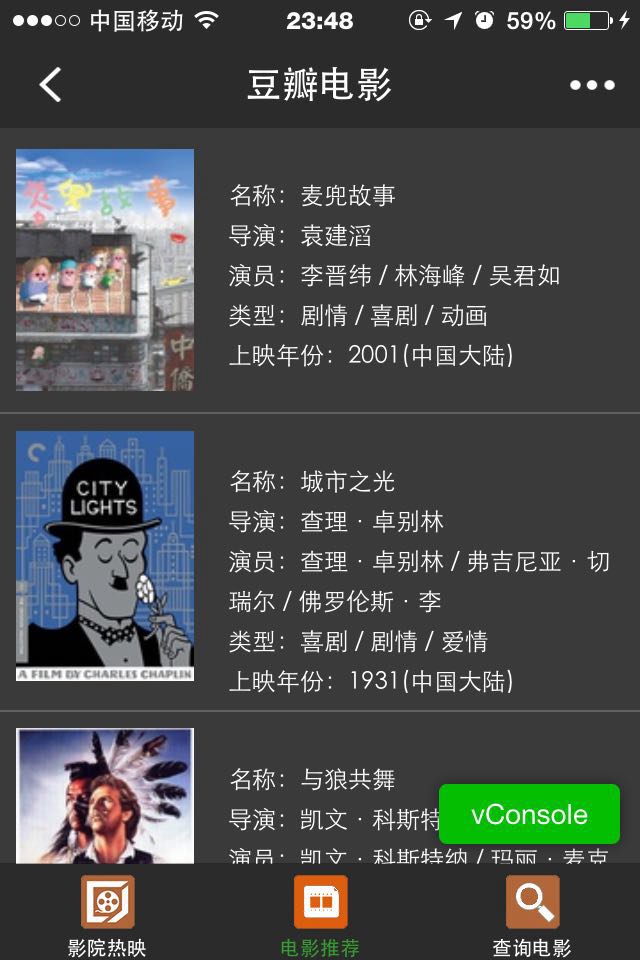 中国移动 23:48 59%
豆瓣电影
麦兜故事
中侨
名称：麦兜故事
导演：袁建滔
演员：李晋纬 / 林海峰 / 吴君如
类型：剧情 / 喜剧 / 动画
上映年份：2001(中国大陆)
CITY
LIGHTS
A FILM BY CHARLES CHAPLIN
名称：城市之光
导演：查理 · 卓别林
演员：查理 · 卓别林 / 弗吉尼亚 · 切
瑞尔 / 佛罗伦斯 · 李
类型：喜剧 / 剧情 / 爱情
上映年份：1931(中国大陆)
名称：与狼共舞
导演：凯文 · 科斯特
vConsole
演员：凯文 · 科斯特纳 / 玛丽 · 麦克
影院热映
电影推荐
查询电影